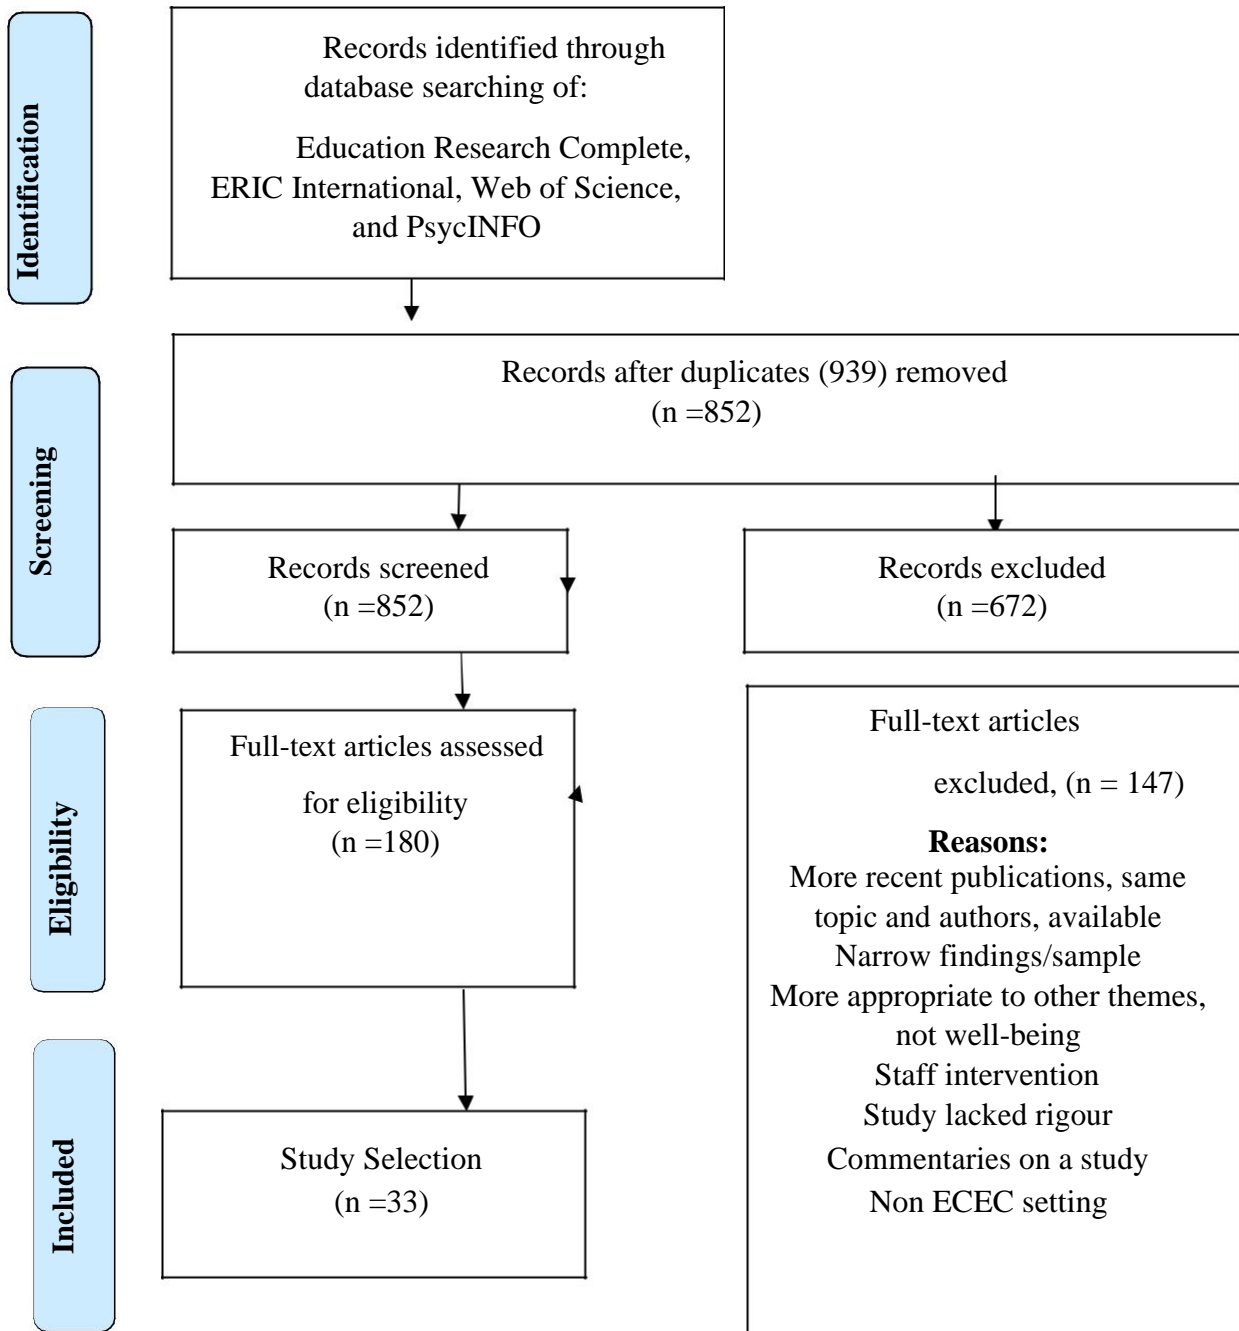 Identification
Records identified through
database searching of:
Education Research Complete,
ERIC International, Web of Science,
and PsycINFO
Screening
Records after duplicates (939) removed
(n =852)
Records screened
(n =852)
Records excluded
(n =672)
Eligibility
Full-text articles assessed
for eligibility
(n =180)
Full-text articles
excluded, (n = 147)
Reasons:
More recent publications, same
topic and authors, available
Narrow findings/sample
More appropriate to other themes,
not well-being
Staff intervention
Study lacked rigour
Commentaries on a study
Non ECEC setting
Included
Study Selection
(n =33)